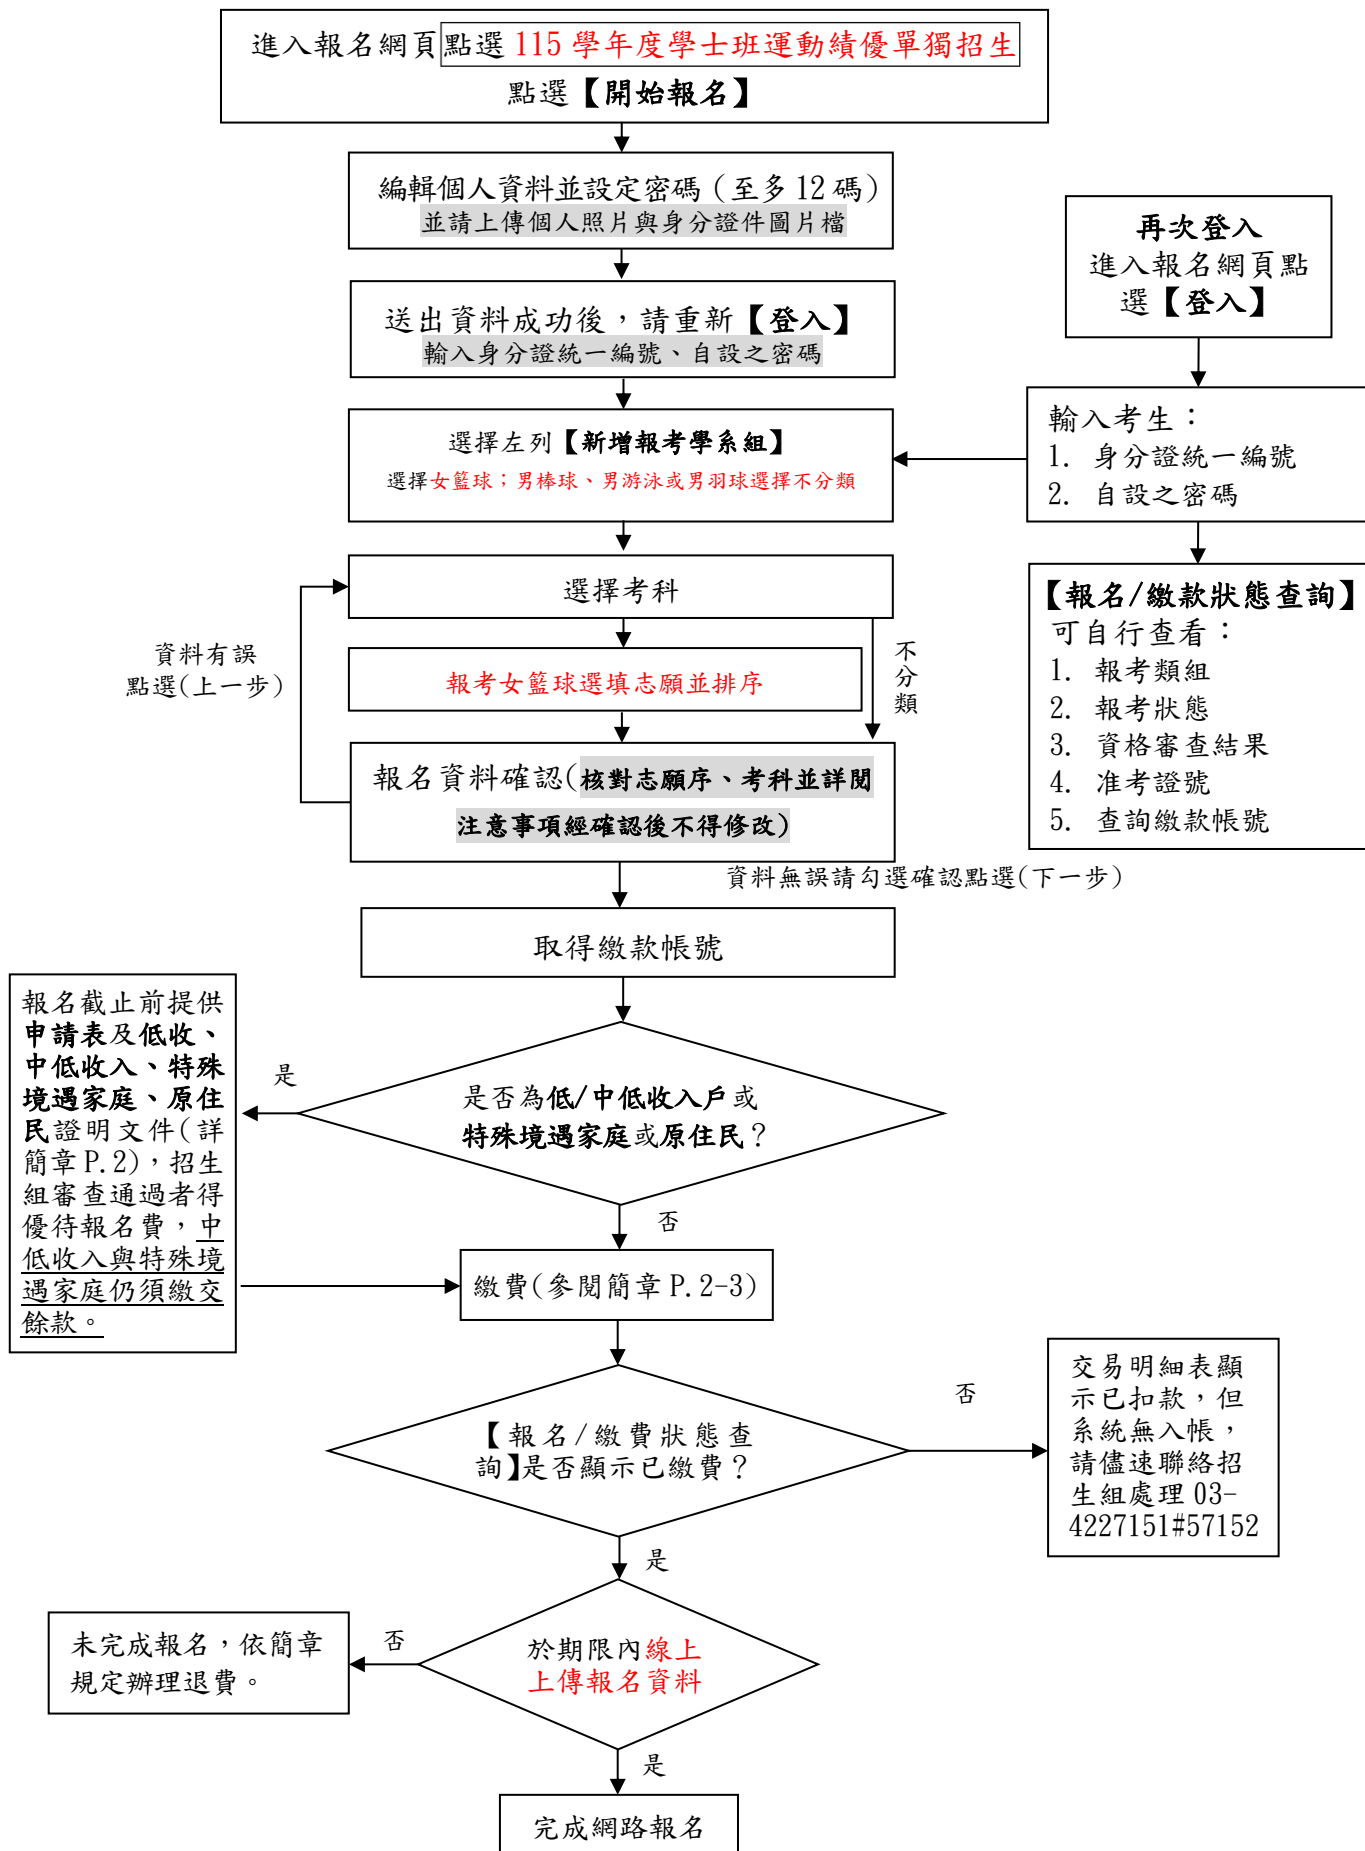 進入報名網頁點選 115 學年度學士班運動績優單獨招生
點選【開始報名】
編輯個人資料並設定密碼（至多 12 碼）
並請上傳個人照片與身分證件圖片檔
送出資料成功後，請重新【登入】
輸入身分證統一編號、自設之密碼
選擇左列【新增報考學系組】
選擇女籃球；男棒球、男游泳或男羽球選擇不分類
再次登入
進入報名網頁點
選【登入】
輸入考生：
1. 身分證統一編號
2. 自設之密碼
【報名/繳款狀態查詢】
可自行查看：
1. 報考類組
2. 報考狀態
3. 資格審查結果
4. 准考證號
5. 查詢繳款帳號
選擇考科
資料有誤
點選(上一步)
報考女籃球選填志願並排序
不
分
類
報名資料確認(核對志願序、考科並詳閱
注意事項經確認後不得修改)
資料無誤請勾選確認點選(下一步)
取得繳款帳號
是否為低/中低收入戶或
特殊境遇家庭或原住民？
是
報名截止前提供
申請表及低收、
中低收入、特殊
境遇家庭、原住
民證明文件(詳
簡章 P.2)，招生
組審查通過者得
優待報名費，中
低收入與特殊境
遇家庭仍須繳交
餘款。
否
繳費(參閱簡章 P.2-3)
【報名/繳費狀態查
詢】是否顯示已繳費？
否
交易明細表顯
示已扣款，但
系統無入帳，
請儘速聯絡招
生組處理 03-
4227151#57152
是
於期限內線上
上傳報名資料
否
未完成報名，依簡章
規定辦理退費。
是
完成網路報名